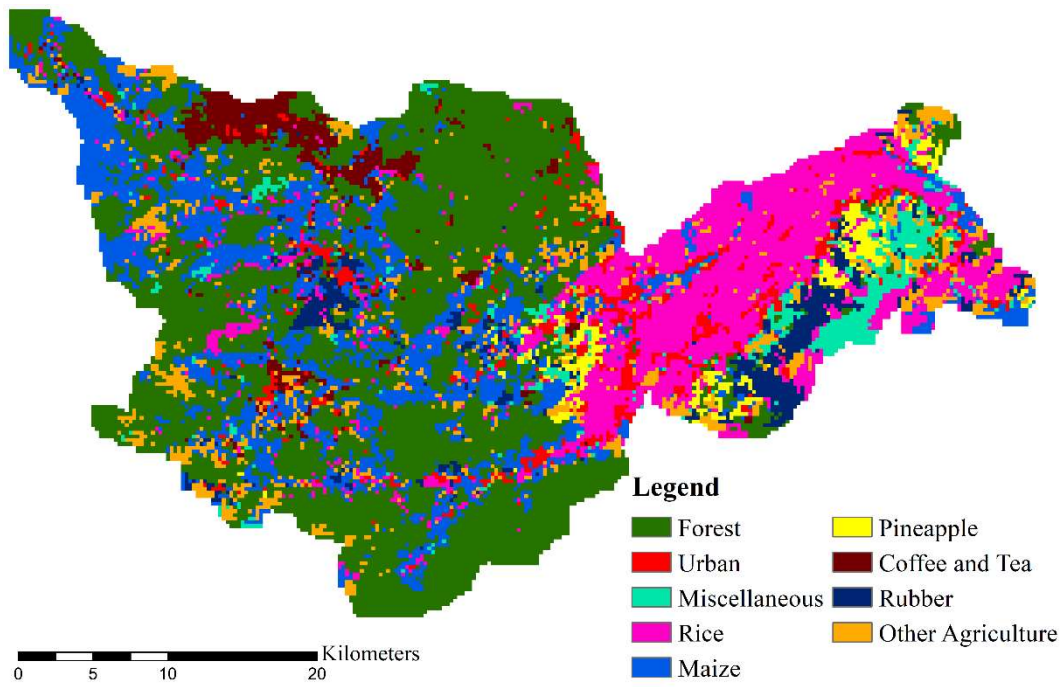 Legend
Forest
Urban
Miscellaneous
Rice
Maize
Pineapple
Coffee and Tea
Rubber
Other Agriculture
Kilometers
0 5 10 20